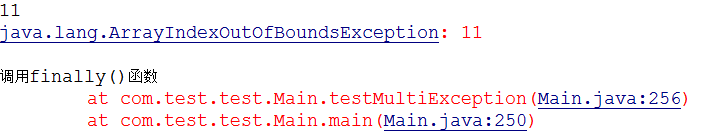 11
java.lang.ArrayIndexOutOfBoundsException: 11
调用finally()函数
at com.test.test.Main.testMultiException(Main.java:256)
at com.test.test.Main.main(Main.java:250)